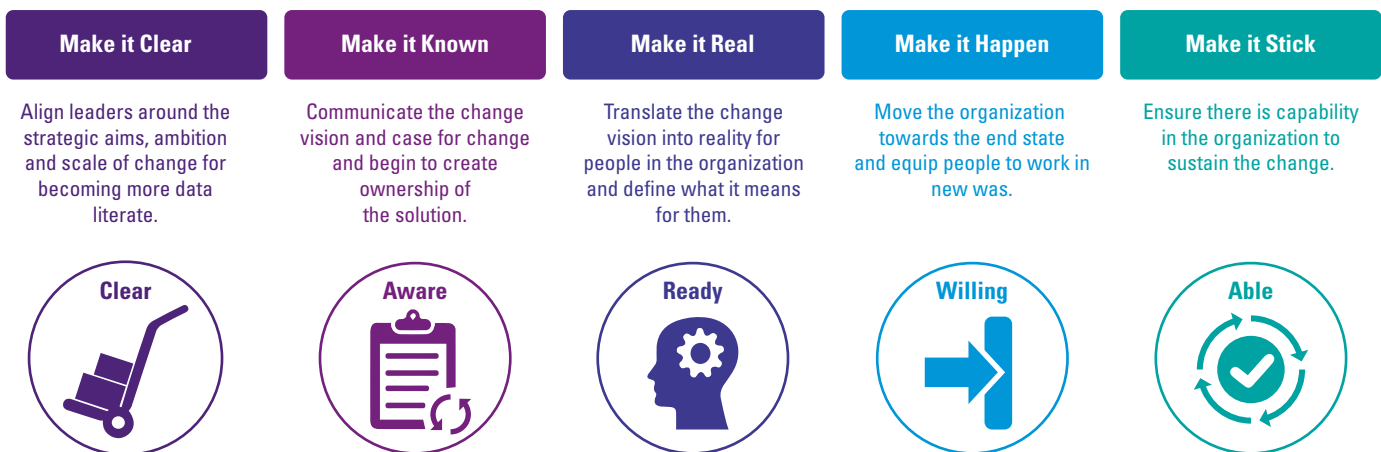 Make it Clear
Align leaders around the
strategic aims, ambition
and scale of change for
becoming more data
literate.
Clear
Make it Known
Communicate the change
vision and case for change
and begin to create
ownership of
the solution.
Aware
Make it Real
Translate the change
vision into reality for
people in the organization
and define what it means
for them.
Ready
Make it Happen
Move the organization
towards the end state
and equip people to work in
new was.
Willing
Make it Stick
Ensure there is capability
in the organization to
sustain the change.
Able